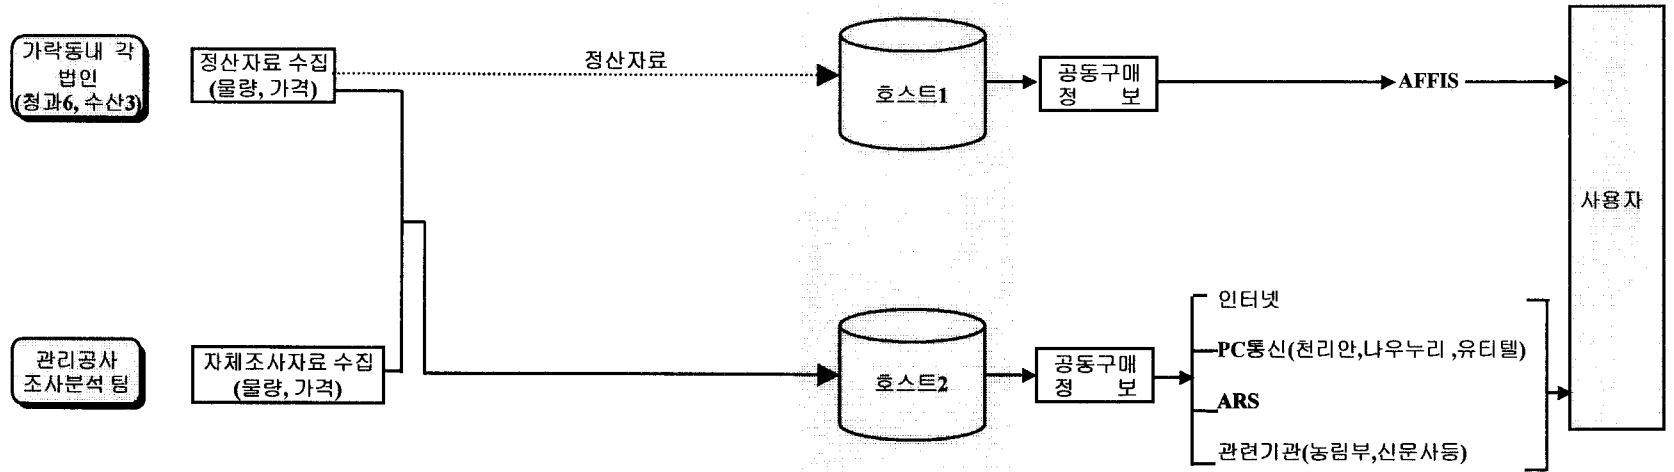 가락동내 각
법인
(청과6, 수산3)
정산자료 수집
(물량, 가격)
정산자료
호스트1
공동구매
정 보
AFFIS
사용자
관리공사
조사분석 팀
자체조사자료 수집
(물량, 가격)
호스트2
공동구매
정 보
인터넷
PC통신(천리안,나우누리 ,유티텔)
ARS
관련기관(농림부,신문사등)